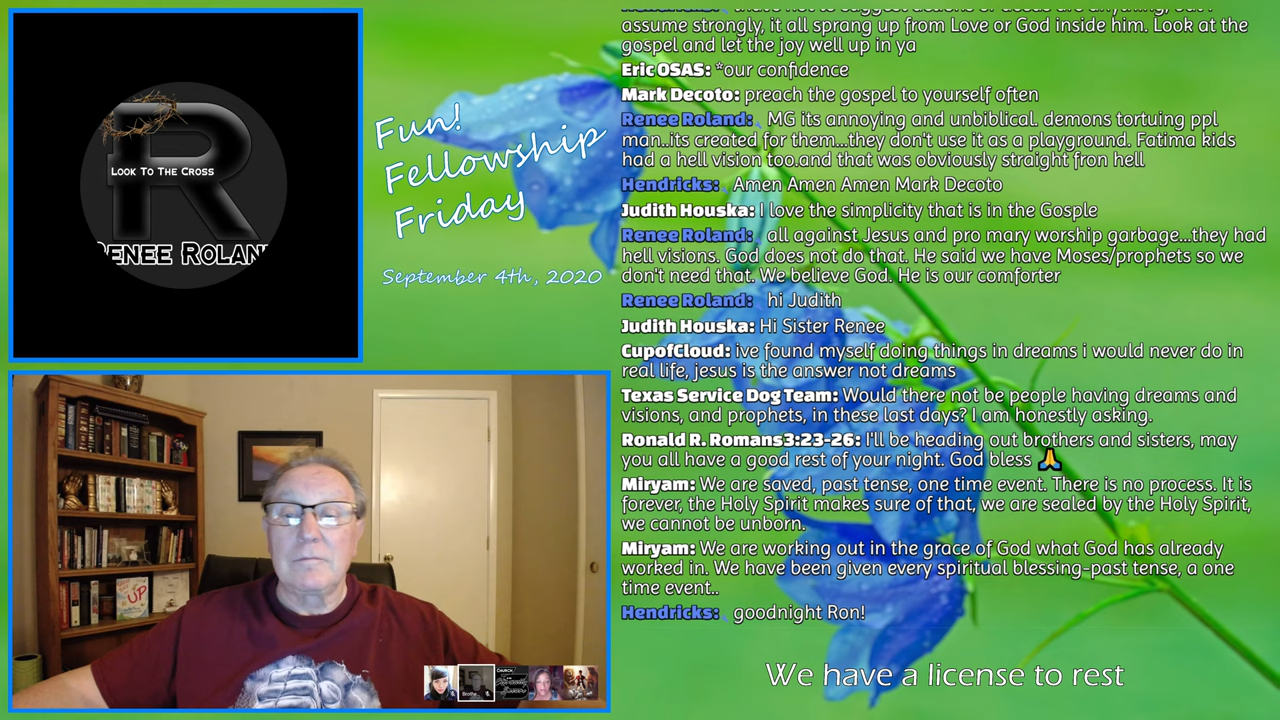 LOOK TO THE CROSS
RENEE ROLAN
Fun!
Fellowship
Friday
September 4th, 2020
assume strongly, it all sprang up from Love or God inside him. Look at the
gospel and let the joy well up in ya
Eric OSAS: *our confidence
Mark Decoto: preach the gospel to yourself often
Renee Roland: MG its annoying and unbiblical. demons tortuing ppl
man..its created for them...they don't use it as a playground. Fatima kids
had a hell vision too.and that was obviously straight fron hell
Hendricks: Amen Amen Amen Mark Decoto
Judith Houska: I love the simplicity that is in the Gosple
Renee Roland: all against Jesus and pro mary worship garbage...they had
hell visions. God does not do that. He said we have Moses/prophets so we
don't need that. We believe God. He is our comforter
Renee Roland: hi Judith
Judith Houska: Hi Sister Renee
CupofCloud: ive found myself doing things in dreams i would never do in
real life, jesus is the answer not dreams
Texas Service Dog Team: Would there not be people having dreams and
visions, and prophets, in these last days? I am honestly asking.
Ronald R. Romans3:23-26: I'll be heading out brothers and sisters, may
you all have a good rest of your night. God bless 🙏
Miryam: We are saved, past tense, one time event. There is no process. It is
forever, the Holy Spirit makes sure of that, we are sealed by the Holy Spirit,
we cannot be unborn.
Miryam: We are working out in the grace of God what God has already
worked in. We have been given every spiritual blessing-past tense, a one
time event..
Hendricks: goodnight Ron!
We have a license to rest
UP
Brothe...
CHURCH